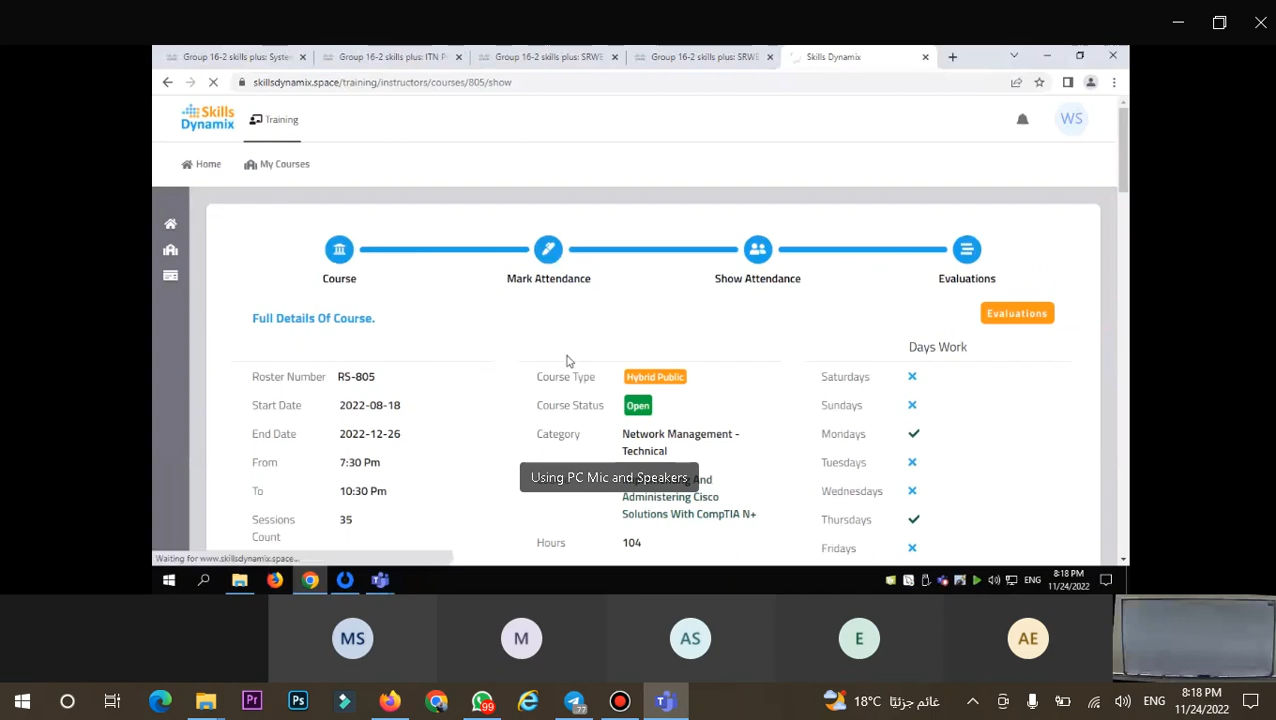 Group 16-2 skills plus: Syste
Group 16-2 skills plus: ITN P
Group 16-2 skills plus: SRWE
Group 16-2 skills plus: SRWE
Skills Dynamix
skillsdynamix.space/training/instructors/courses/805/show
Skills
Dynamix
Training
WS
Home
My Courses
Course
Mark Attendance
Show Attendance
Evaluations
Full Details Of Course.
Evaluations
Days Work
Roster Number RS-805
Start Date 2022-08-18
End Date 2022-12-26
From 7:30 Pm
To 10:30 Pm
Sessions
Count
35
Course Type Hybrid Public
Course Status Open
Category Network Management -
Technical
Using PC Mic and Speakers
And
Administering Cisco
Solutions With CompTIA N+
Hours 104
Saturdays
Sundays
Mondays
Tuesdays
Wednesdays
Thursdays
Fridays
Waiting for www.skillsdynamix.space...
ENG
8:18 PM
11/24/2022
MS
M
AS
E
AE
Pr
Ps
99
77
18°C غائم جزئيًا
ENG
8:18 PM
11/24/2022